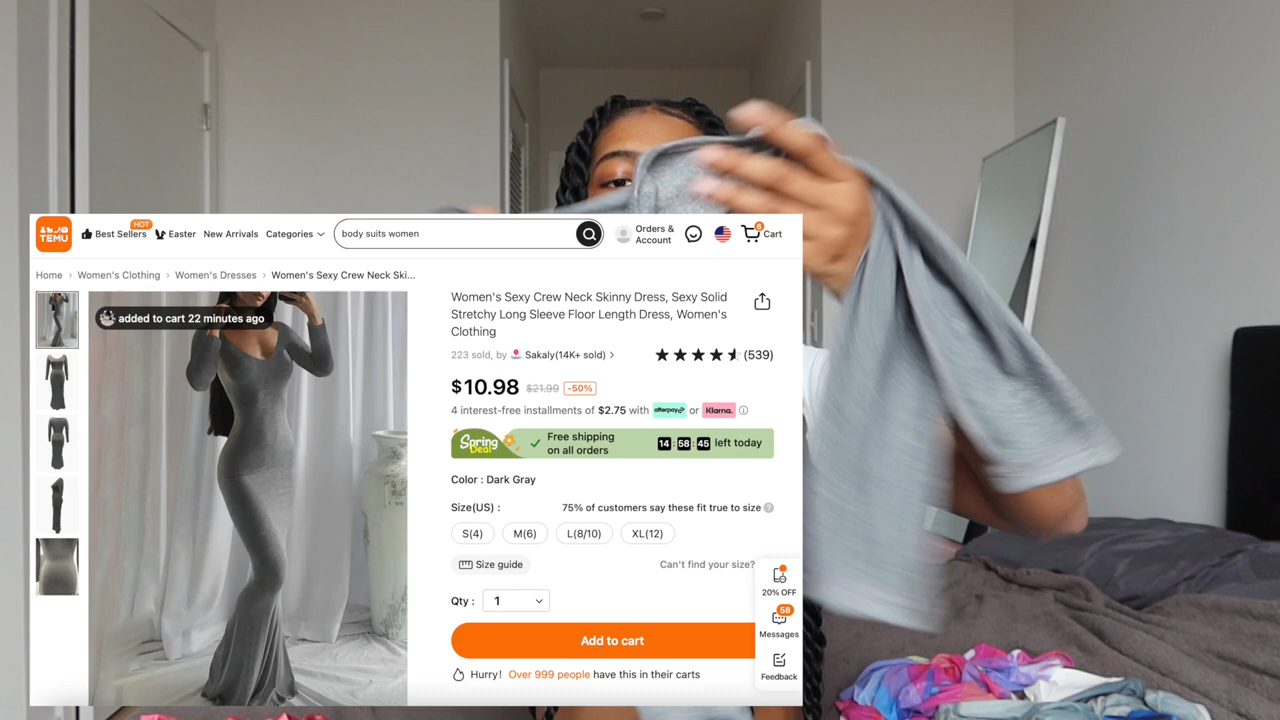 HOT
TEMU
Best Sellers
Easter
New Arrivals
Categories
body suits women
Orders &
Account
6
Cart
Home › Women's Clothing › Women's Dresses › Women's Sexy Crew Neck Ski...
added to cart 22 minutes ago
Women's Sexy Crew Neck Skinny Dress, Sexy Solid
Stretchy Long Sleeve Floor Length Dress, Women's
Clothing
223 sold, by Sakaly(14K+ sold) ›
(539)
$10.98 $21.99 -50%
4 interest-free installments of $2.75 with afterpay or Klarna.
Spring
Deal
Free shipping
on all orders
14 : 58 : 45 left today
Color : Dark Gray
Size(US) : 75% of customers say these fit true to size ?
S(4) M(6) L(8/10) XL(12)
Size guide
Can't find your size?
20% OFF
Qty : 1
58
Messages
Add to cart
Feedback
Hurry! Over 999 people have this in their carts